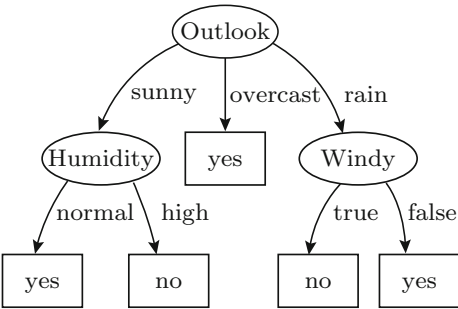 Outlook
sunny overcast rain
Humidity yes Windy
normal high true false
yes no no yes